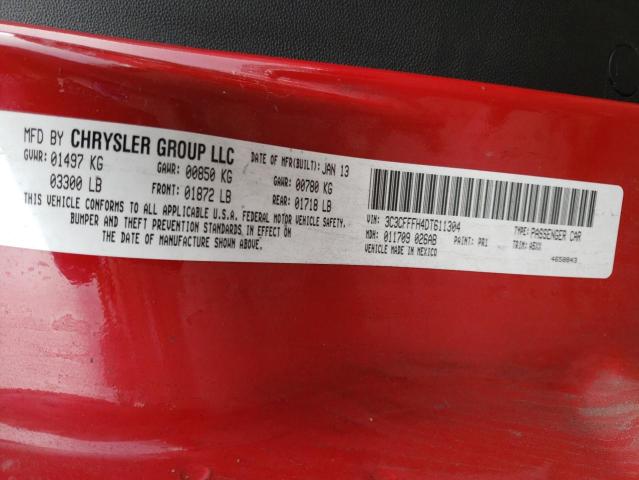 MFD BY CHRYSLER GROUP LLC DATE OF MFR(BUILT): JAN 13
GVWR: 01497 KG GAWR: 00850 KG GAWR: 00780 KG
03300 LB FRONT: 01872 LB REAR: 01718 LB
THIS VEHICLE CONFORMS TO ALL APPLICABLE U.S.A. FEDERAL MOTOR VEHICLE SAFETY,
BUMPER AND THEFT PREVENTION STANDARDS IN EFFECT ON
THE DATE OF MANUFACTURE SHOWN ABOVE.
VIN: 3C3CFFFH4DT611304 TYPE: PASSENGER CAR
MDH: 011709 026AB PAINT: PR1 TRIM: A6XX
VEHICLE MADE IN MEXICO 4658843